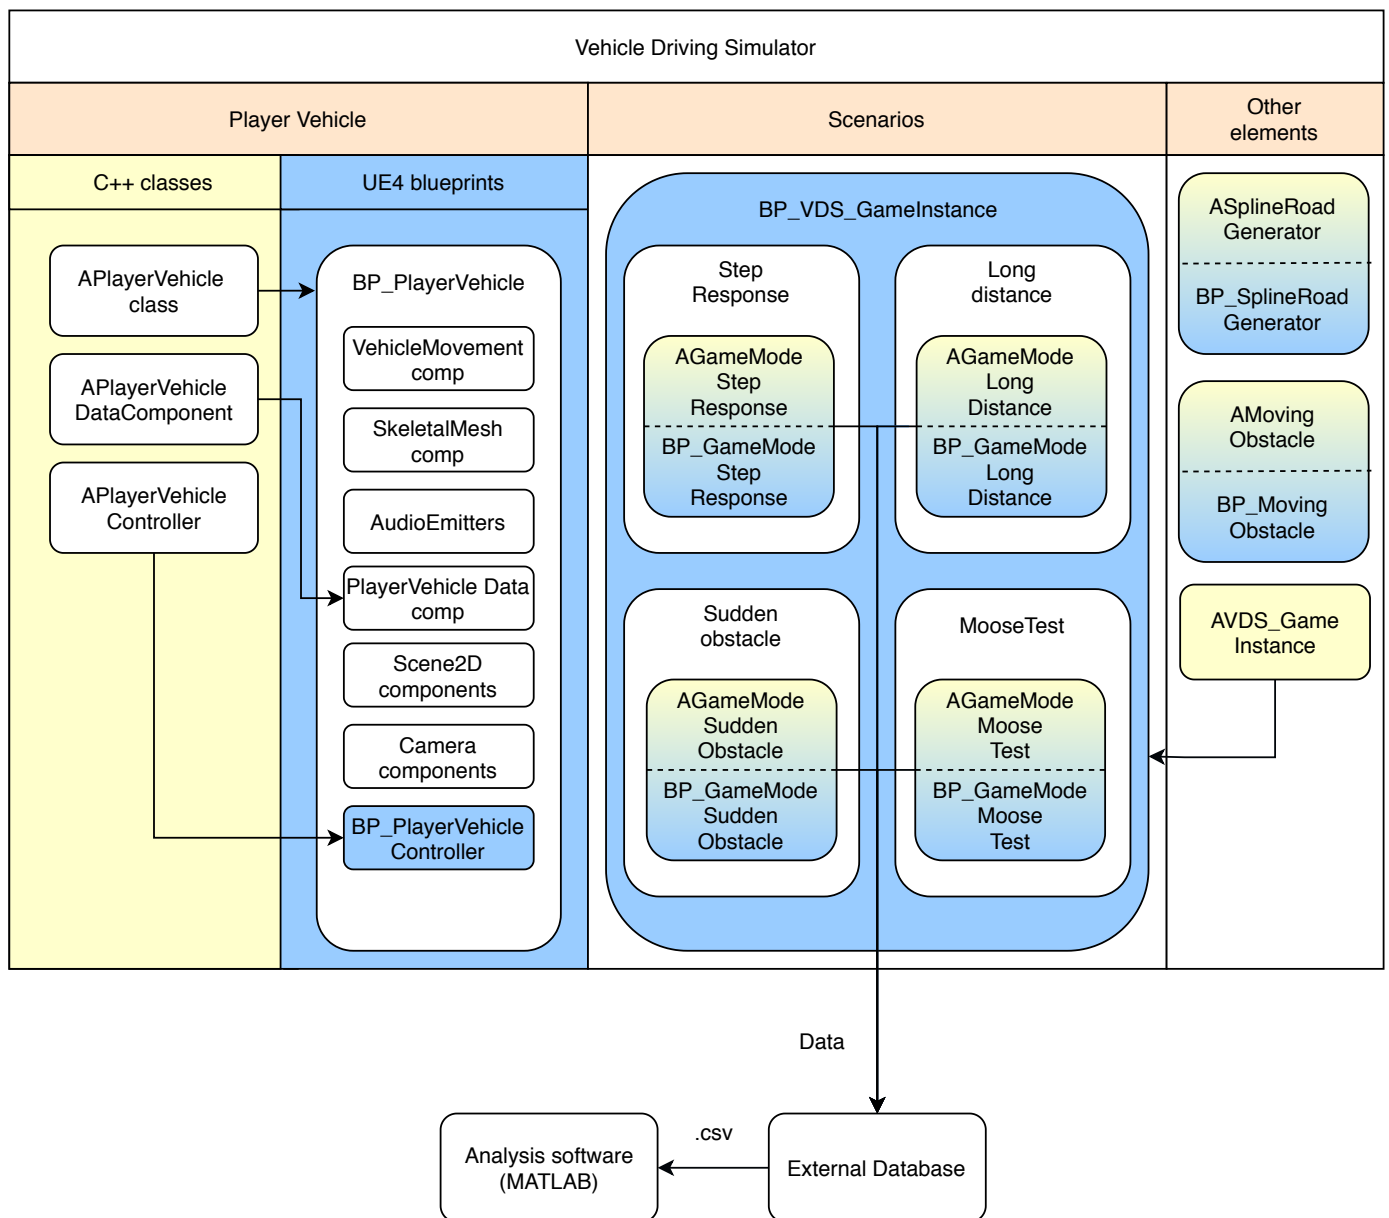 Vehicle Driving Simulator
Player Vehicle
Scenarios
Other
elements
C++ classes
UE4 blueprints
APlayerVehicle
class
APlayerVehicle
DataComponent
APlayerVehicle
Controller
BP_PlayerVehicle
VehicleMovement
comp
SkeletalMesh
comp
AudioEmitters
PlayerVehicle Data
comp
Scene2D
components
Camera
components
BP_PlayerVehicle
Controller
BP_VDS_GameInstance
Step
Response
AGameMode
Step
Response
BP_GameMode
Step
Response
Long
distance
AGameMode
Long
Distance
BP_GameMode
Long
Distance
Sudden
obstacle
AGameMode
Sudden
Obstacle
BP_GameMode
Sudden
Obstacle
MooseTest
AGameMode
Moose
Test
BP_GameMode
Moose
Test
ASplineRoad
Generator
BP_SplineRoad
Generator
AMoving
Obstacle
BP_Moving
Obstacle
AVDS_Game
Instance
Data
External Database
.csv
Analysis software
(MATLAB)